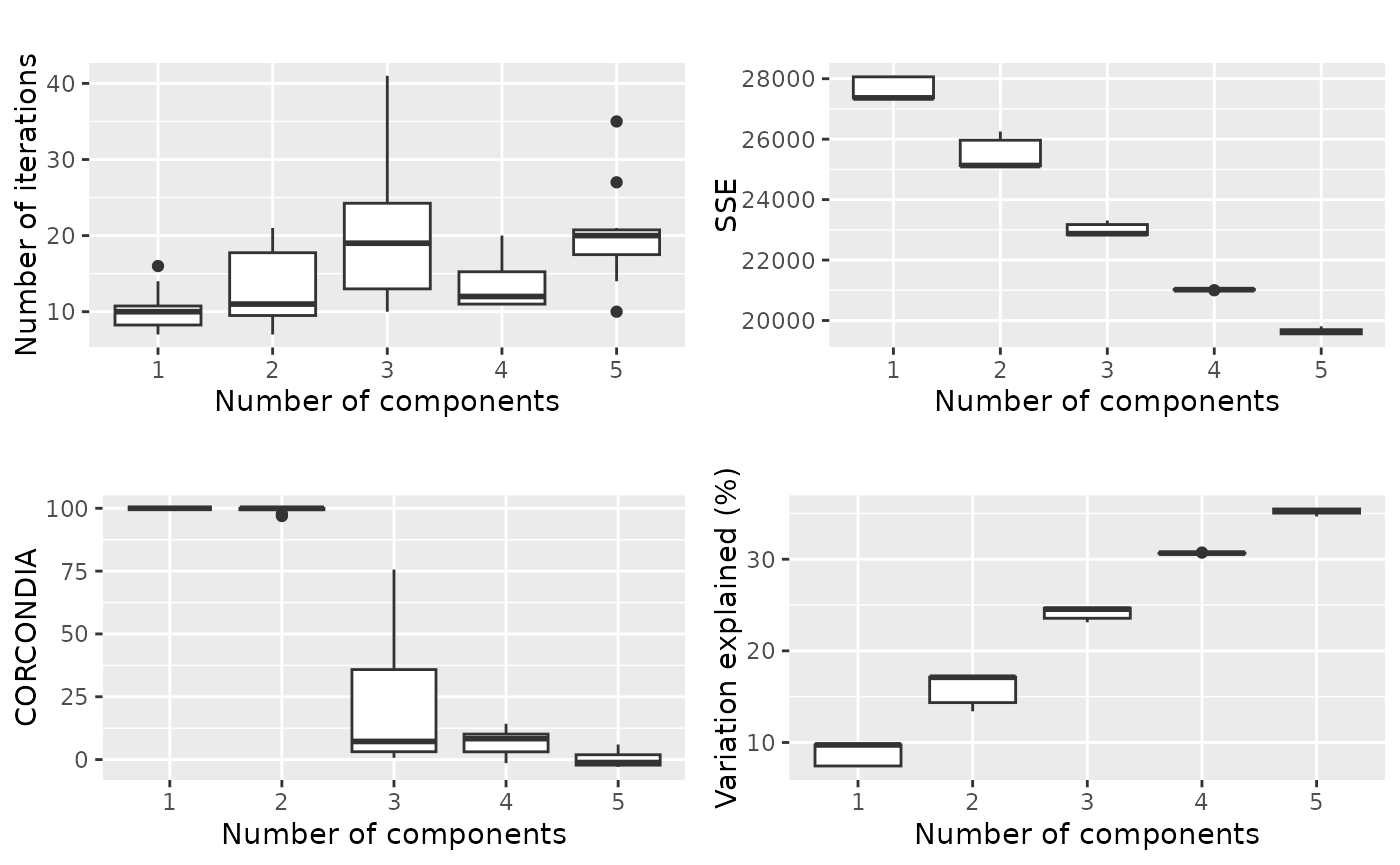 Number of iterations
40
30
20
10
1 2 3 4 5
Number of components
SSE
28000
26000
24000
22000
20000
1 2 3 4 5
Number of components
CORCONDIA
100
75
50
25
0
1 2 3 4 5
Number of components
Variation explained (%)
30
20
10
1 2 3 4 5
Number of components